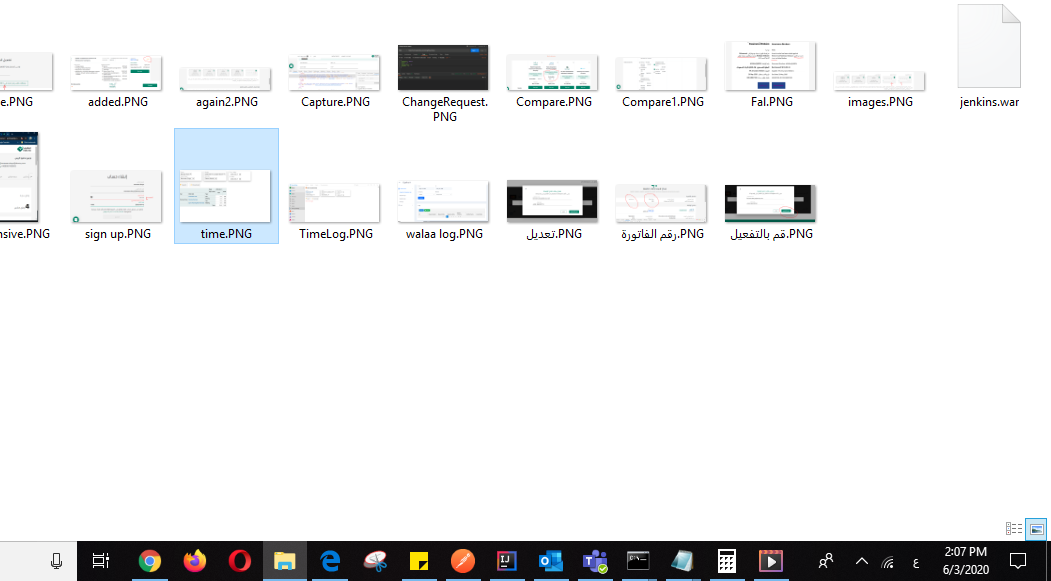 e.PNG
added.PNG
again2.PNG
Capture.PNG
ChangeRequest.
PNG
Compare.PNG
Compare1.PNG
Fal.PNG
images.PNG
jenkins.war
nsive.PNG
sign up.PNG
time.PNG
TimeLog.PNG
walaa log.PNG
تعديل.PNG
رقم الفاتورة.PNG
قم بالتفعيل.PNG
ع
2:07 PM
6/3/2020